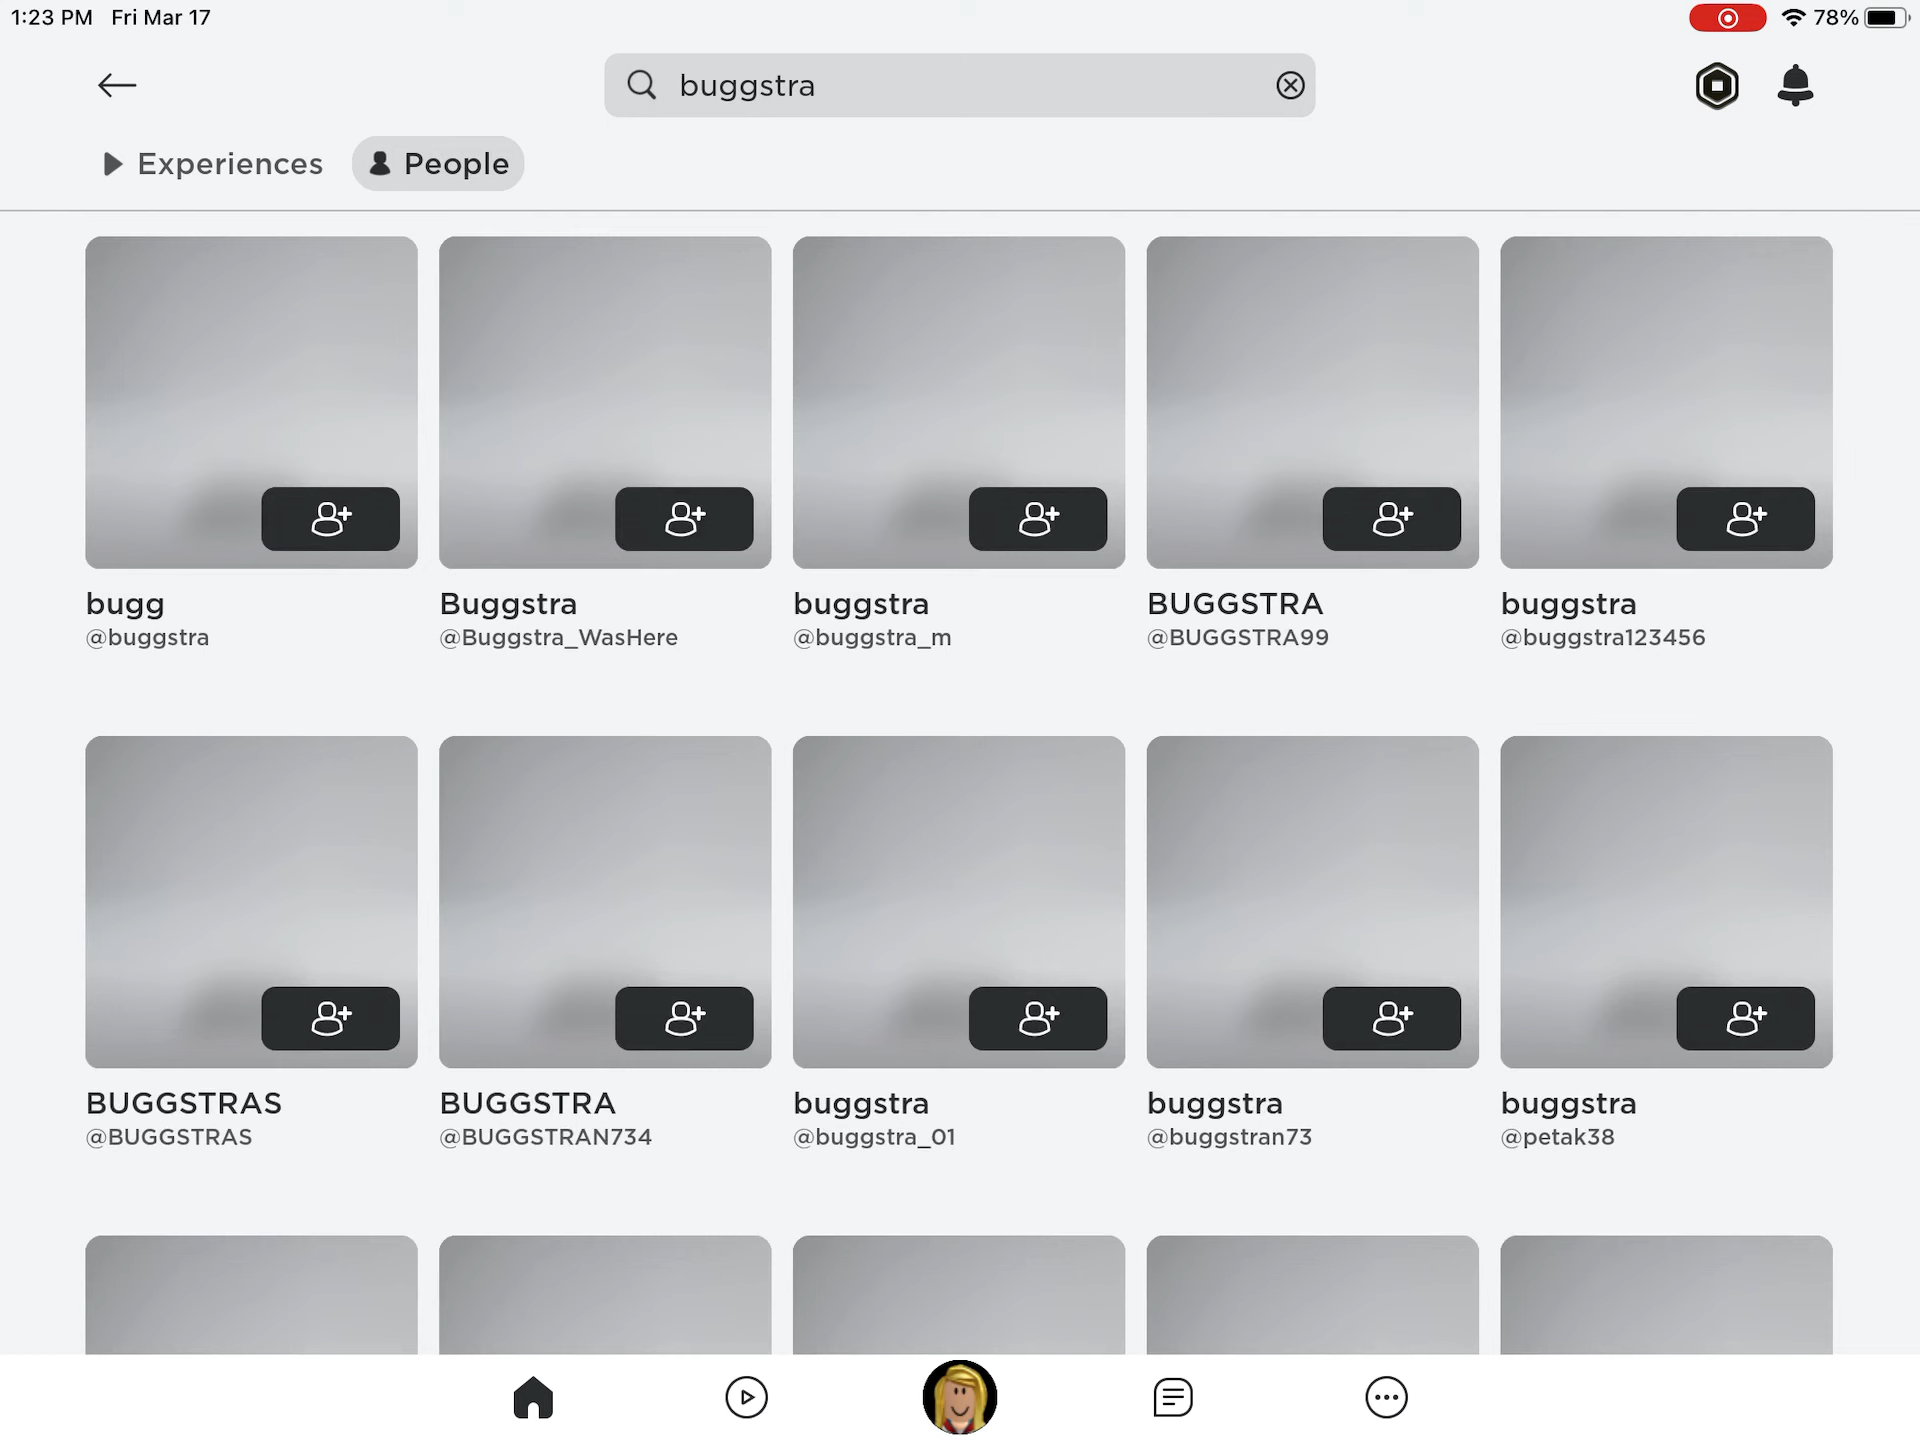 1:23 PM Fri Mar 17
78%
buggstra
Experiences
People
bugg
@buggstra
Buggstra
@Buggstra_WasHere
buggstra
@buggstra_m
BUGGSTRA
@BUGGSTRA99
buggstra
@buggstra123456
BUGGSTRAS
@BUGGSTRAS
BUGGSTRA
@BUGGSTRAN734
buggstra
@buggstra_01
buggstra
@buggstran73
buggstra
@petak38